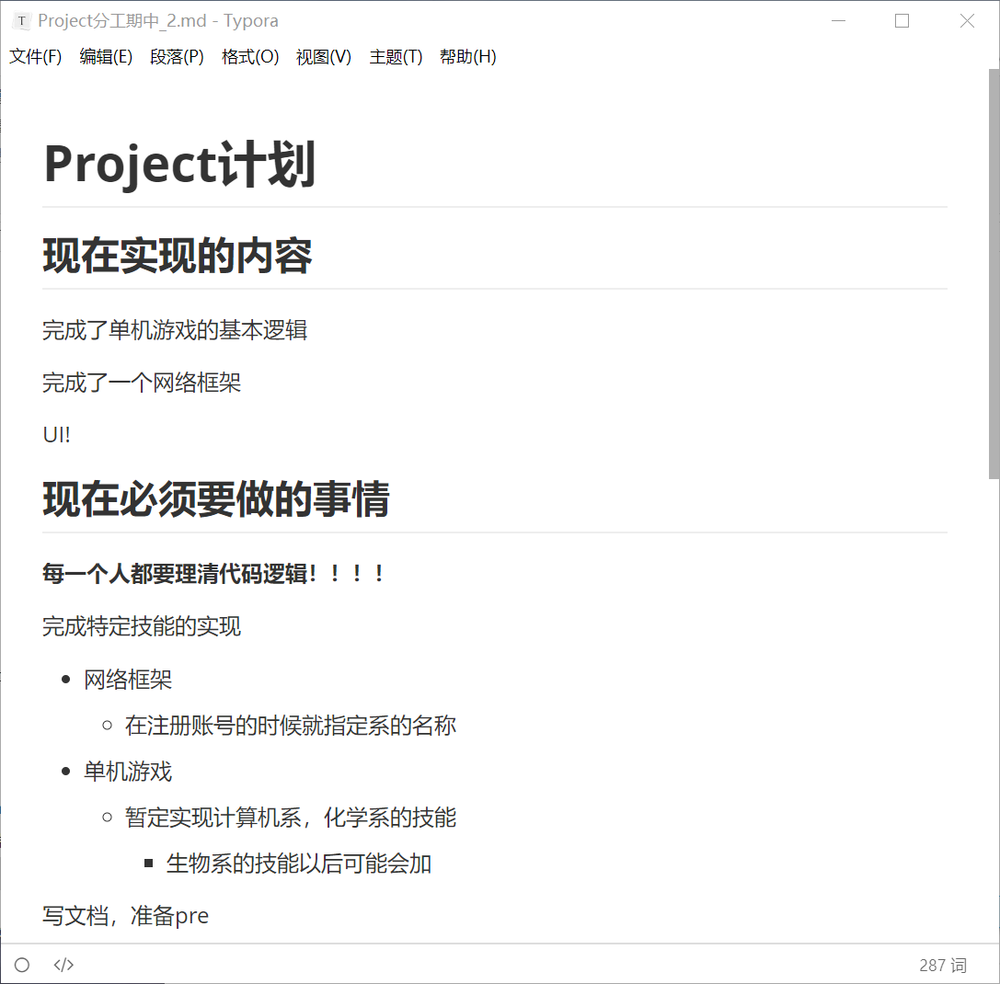 T Project分工期中_2.md - Typora
文件(F) 编辑(E) 段落(P) 格式(O) 视图(V) 主题(T) 帮助(H)
Project计划
现在实现的内容
完成了单机游戏的基本逻辑
完成了一个网络框架
UI!
现在必须要做的事情
每一个人都要理清代码逻辑！！！！
完成特定技能的实现
网络框架
在注册账号的时候就指定系的名称
单机游戏
暂定实现计算机系，化学系的技能
生物系的技能以后可能会加
写文档，准备pre
</> 287 词